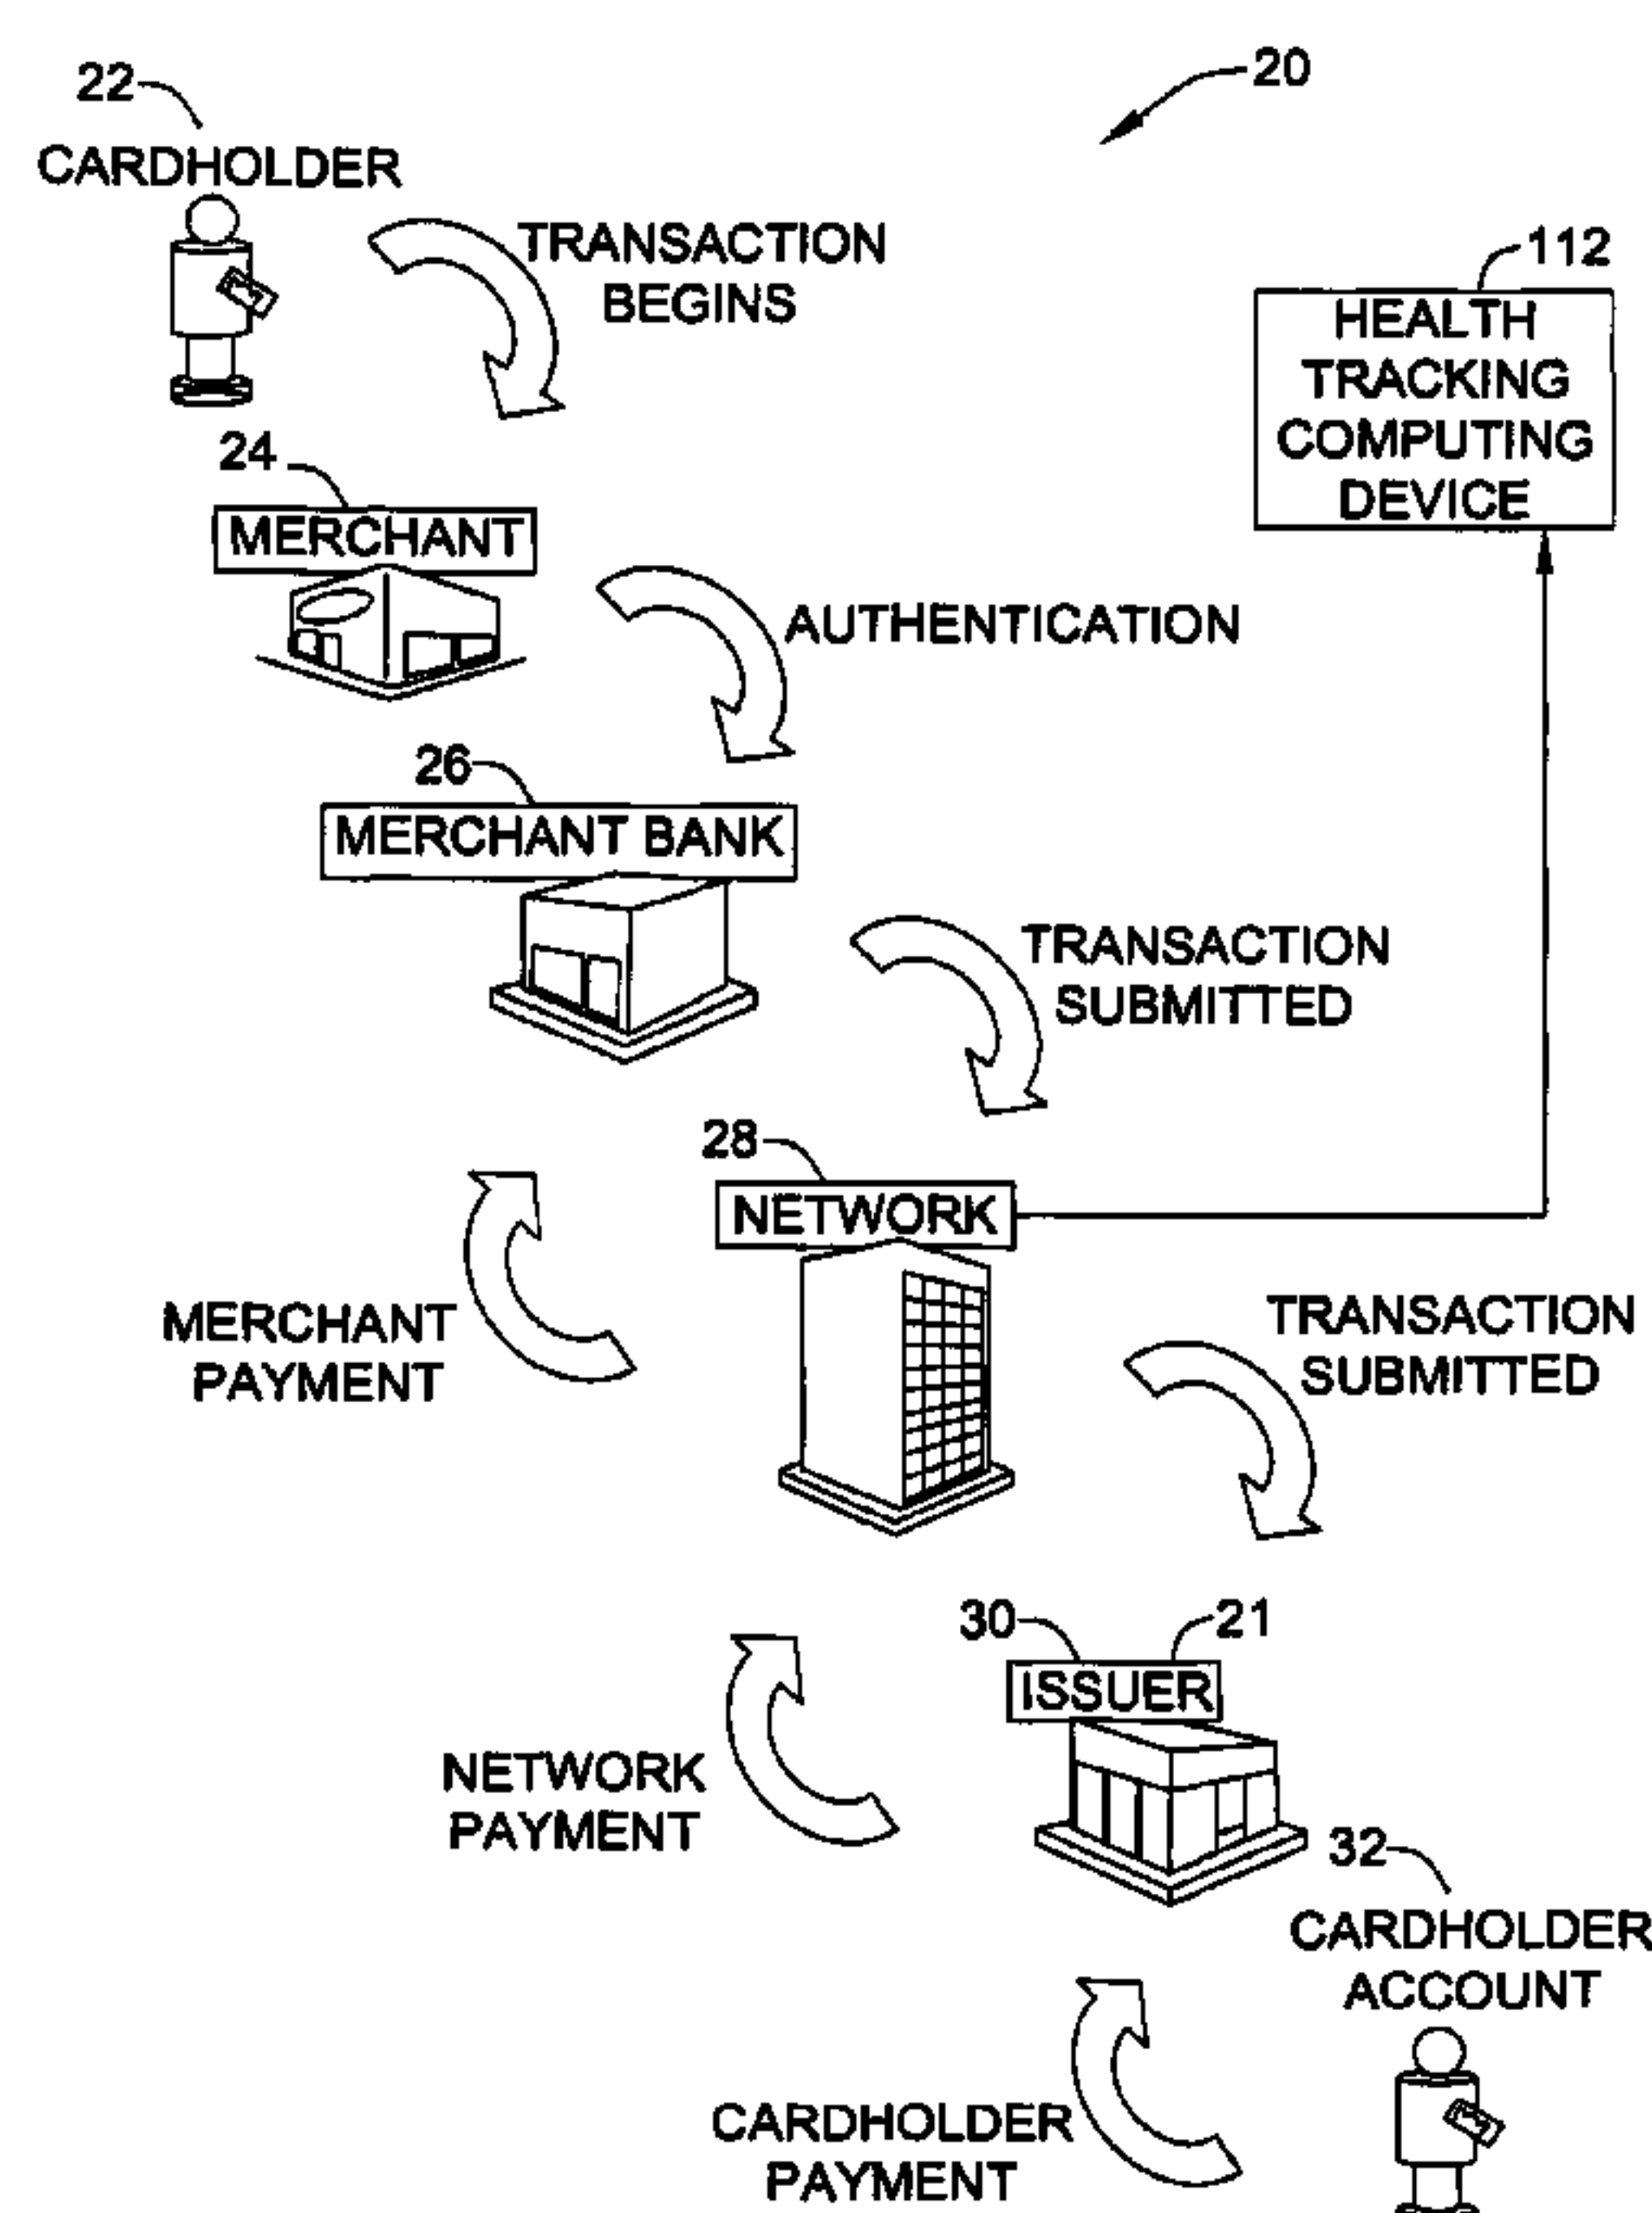 22
20
CARDHOLDER
TRANSACTION
BEGINS
112
HEALTH
TRACKING
COMPUTING
DEVICE
24
MERCHANT
AUTHENTICATION
26
MERCHANT BANK
TRANSACTION
SUBMITTED
28
NETWORK
MERCHANT
PAYMENT
TRANSACTION
SUBMITTED
30
21
ISSUER
NETWORK
PAYMENT
32
CARDHOLDER
ACCOUNT
CARDHOLDER
PAYMENT